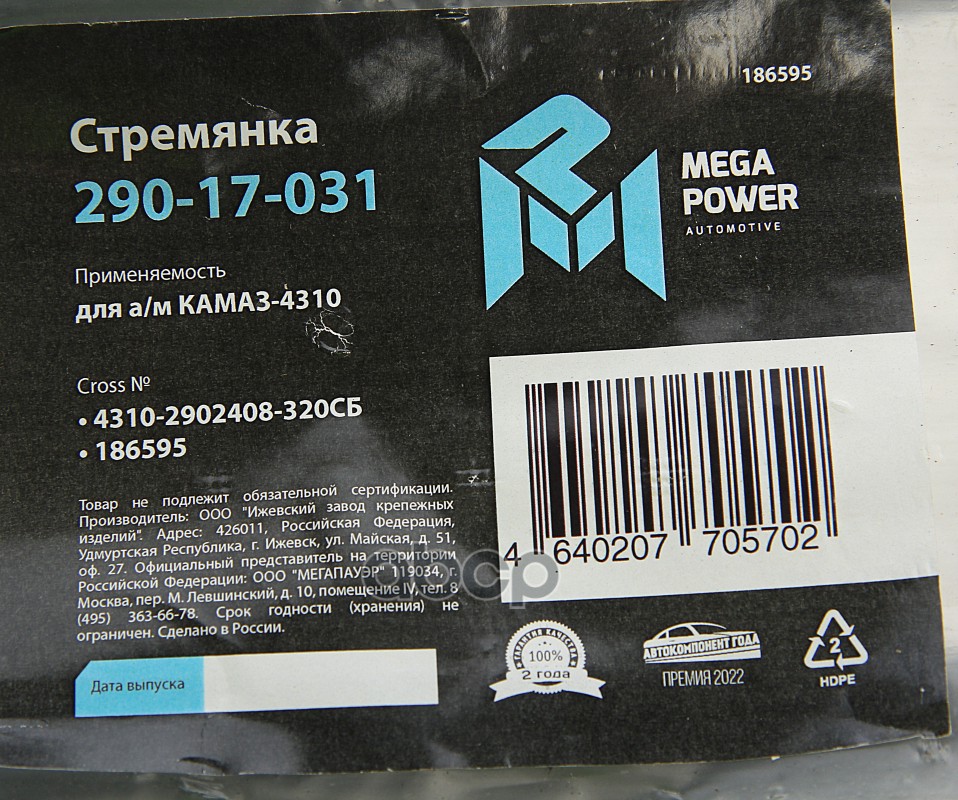 186595
Стремянка
290-17-031
MEGA
POWER
AUTOMOTIVE
Применяемость
для а/м КАМАЗ-4310
Cross №
• 4310-2902408-320СБ
• 186595
Товар не подлежит обязательной сертификации.
Производитель: ООО "Ижевский завод крепежных
изделий". Адрес: 426011, Российская Федерация,
Удмуртская Республика, г. Ижевск, ул. Майская, д. 51,
оф. 27. Официальный представитель на территории
Российской Федерации: ООО "МЕГАПАУЭР" 119034, г.
Москва, пер. М. Левшинский, д. 10, помещение IV, тел. 8
(495) 363-66-78. Срок годности (хранения) не
ограничен. Сделано в России.
Дата выпуска
4 640207 705702
ГАРАНТИЯ КАЧЕСТВА
100%
2 года
АВТОКОМПОНЕНТ ГОДА
ПРЕМИЯ 2022
2
HDPE